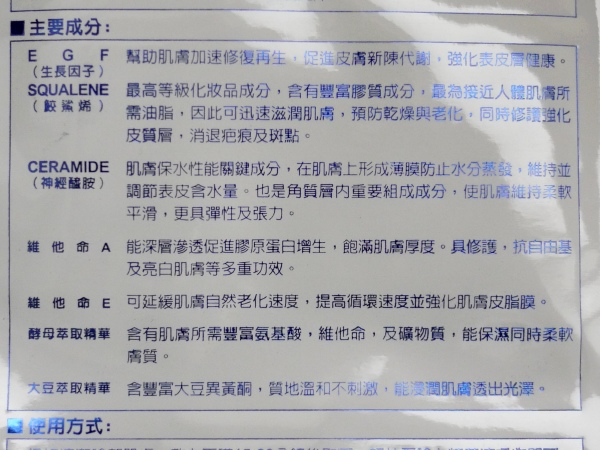 ■主要成分：
E G F 幫助肌膚加速修復再生，促進皮膚新陳代謝，強化表皮層健康。
（生長因子）
SQUALENE 最高等級化妝品成分，含有豐富膠質成分，最為接近人體肌膚所
（鮫鯊烯） 需油脂，因此可迅速滋潤肌膚，預防乾燥與老化，同時修護強化
皮質層，消退疤痕及斑點。
CERAMIDE 肌膚保水性能關鍵成分，在肌膚上形成薄膜防止水分蒸發，維持並
（神經醯胺） 調節表皮含水量。也是角質層內重要組成成分，使肌膚維持柔軟
平滑，更具彈性及張力。
維他命A 能深層滲透促進膠原蛋白增生，飽滿肌膚厚度。具修護，抗自由基
及亮白肌膚等多重功效。
維他命E 可延緩肌膚自然老化速度，提高循環速度並強化肌膚皮脂膜。
酵母萃取精華 含有肌膚所需豐富氨基酸，維他命，及礦物質，能保濕同時柔軟
膚質。
大豆萃取精華 含豐富大豆異黃酮，質地溫和不刺激，能浸潤肌膚透出光澤。
使用方式：